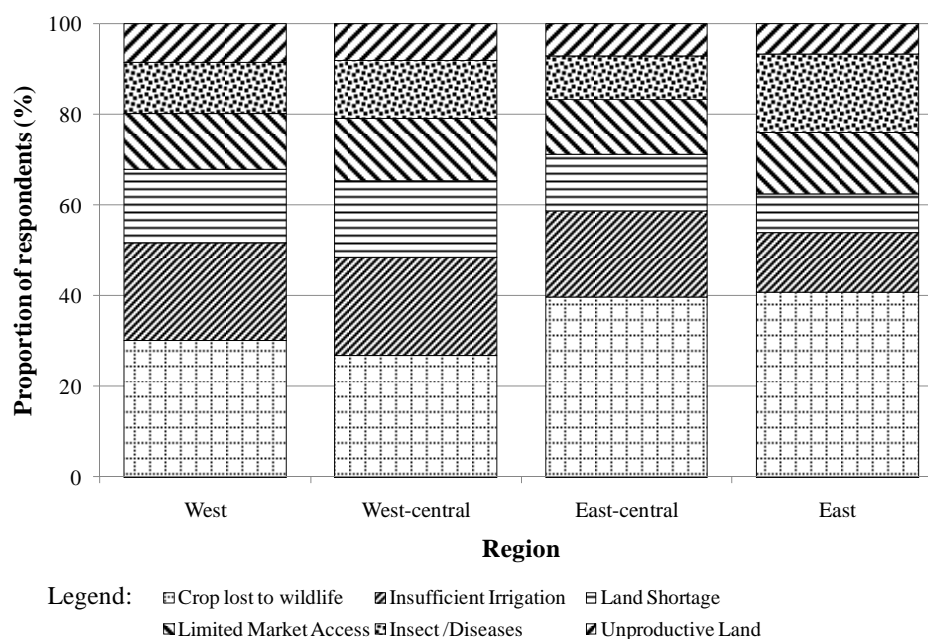 100
80
60
40
20
0
Proportion of respondents (%)
West West-central East-central East
Region
Legend: Crop lost to wildlife Insufficient Irrigation Land Shortage
Limited Market Access Insect /Diseases Unproductive Land